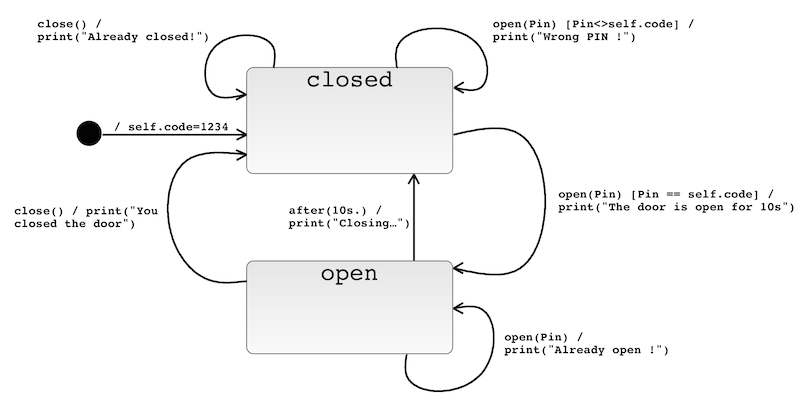 close() /
print("Already closed!")
open(Pin) [Pin<>self.code] /
print("Wrong PIN !")
closed
/ self.code=1234
close() / print("You
closed the door")
after(10s.) /
print("Closing…")
open(Pin) [Pin == self.code] /
print("The door is open for 10s")
open
open(Pin) /
print("Already open !")